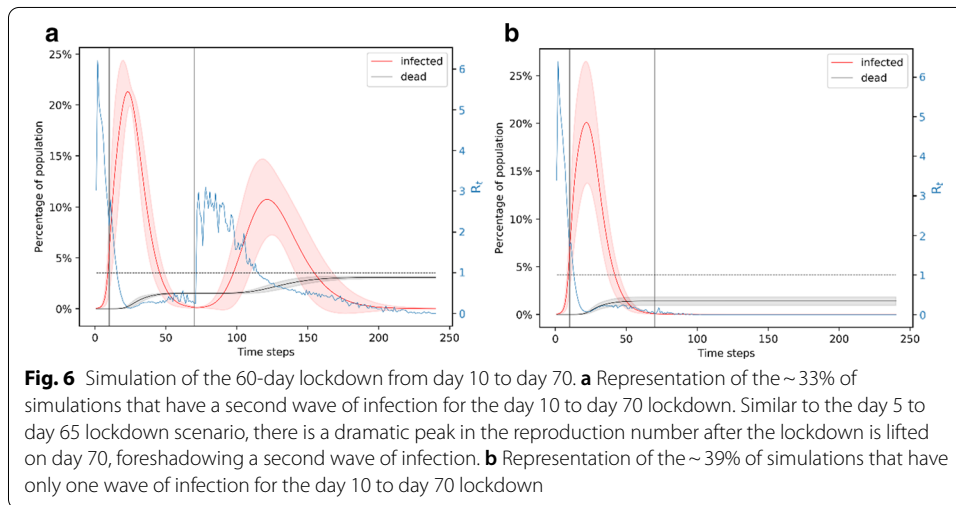 a
25%
20%
15%
10%
5%
0%
Percentage of population
infected
dead
6
5
4
3
2
1
0
Rt
0 50 100 150 200 250
Time steps
b
25%
20%
15%
10%
5%
0%
Percentage of population
infected
dead
6
5
4
3
2
1
0
Rt
0 50 100 150 200 250
Time steps
Fig. 6 Simulation of the 60-day lockdown from day 10 to day 70. a Representation of the ~ 33% of
simulations that have a second wave of infection for the day 10 to day 70 lockdown. Similar to the day 5 to
day 65 lockdown scenario, there is a dramatic peak in the reproduction number after the lockdown is lifted
on day 70, foreshadowing a second wave of infection. b Representation of the ~ 39% of simulations that have
only one wave of infection for the day 10 to day 70 lockdown